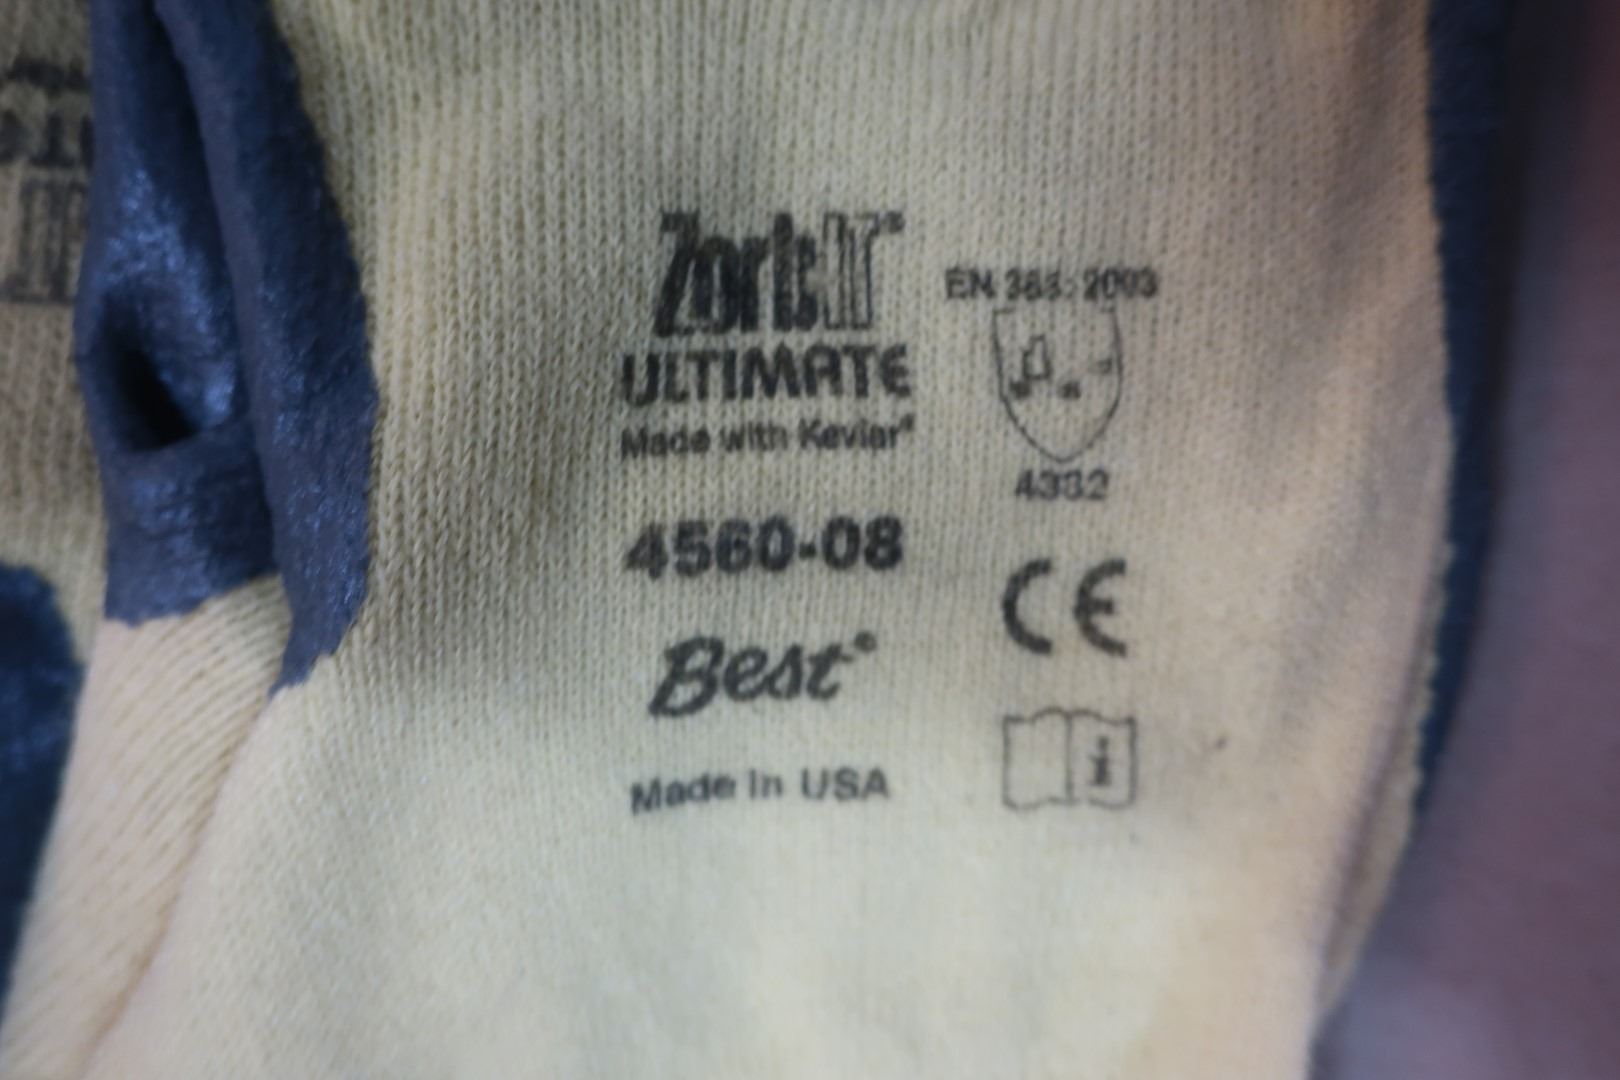 Zorb-IT®
ULTIMATE
Made with Kevlar®
4560-08
Best®
Made in USA
EN 388:2003
4332
CE
i